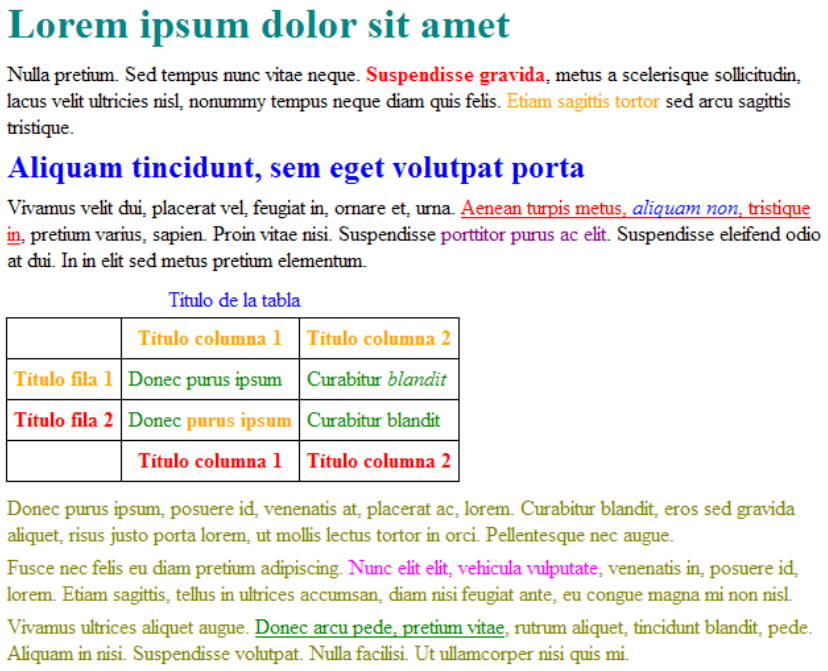 Lorem ipsum dolor sit amet
Nulla pretium. Sed tempus nunc vitae neque. Suspendisse gravida, metus a scelerisque sollicitudin,
lacus velit ultricies nisl, nonummy tempus neque diam quis felis. Etiam sagittis tortor sed arcu sagittis
tristique.
Aliquam tincidunt, sem eget volutpat porta
Vivamus velit dui, placerat vel, feugiat in, ornare et, urna. Aenean turpis metus, aliquam non, tristique
in, pretium varius, sapien. Proin vitae nisi. Suspendisse porttitor purus ac elit. Suspendisse eleifend odio
at dui. In in elit sed metus pretium elementum.
Título de la tabla
Título columna 1 Título columna 2
Título fila 1 Donec purus ipsum Curabitur blandit
Título fila 2 Donec purus ipsum Curabitur blandit
Título columna 1 Título columna 2
Donec purus ipsum, posuere id, venenatis at, placerat ac, lorem. Curabitur blandit, eros sed gravida
aliquet, risus justo porta lorem, ut mollis lectus tortor in orci. Pellentesque nec augue.
Fusce nec felis eu diam pretium adipiscing. Nunc elit elit, vehicula vulputate, venenatis in, posuere id,
lorem. Etiam sagittis, tellus in ultrices accumsan, diam nisi feugiat ante, eu congue magna mi non nisl.
Vivamus ultrices aliquet augue. Donec arcu pede, pretium vitae, rutrum aliquet, tincidunt blandit, pede.
Aliquam in nisi. Suspendisse volutpat. Nulla facilisi. Ut ullamcorper nisi quis mi.